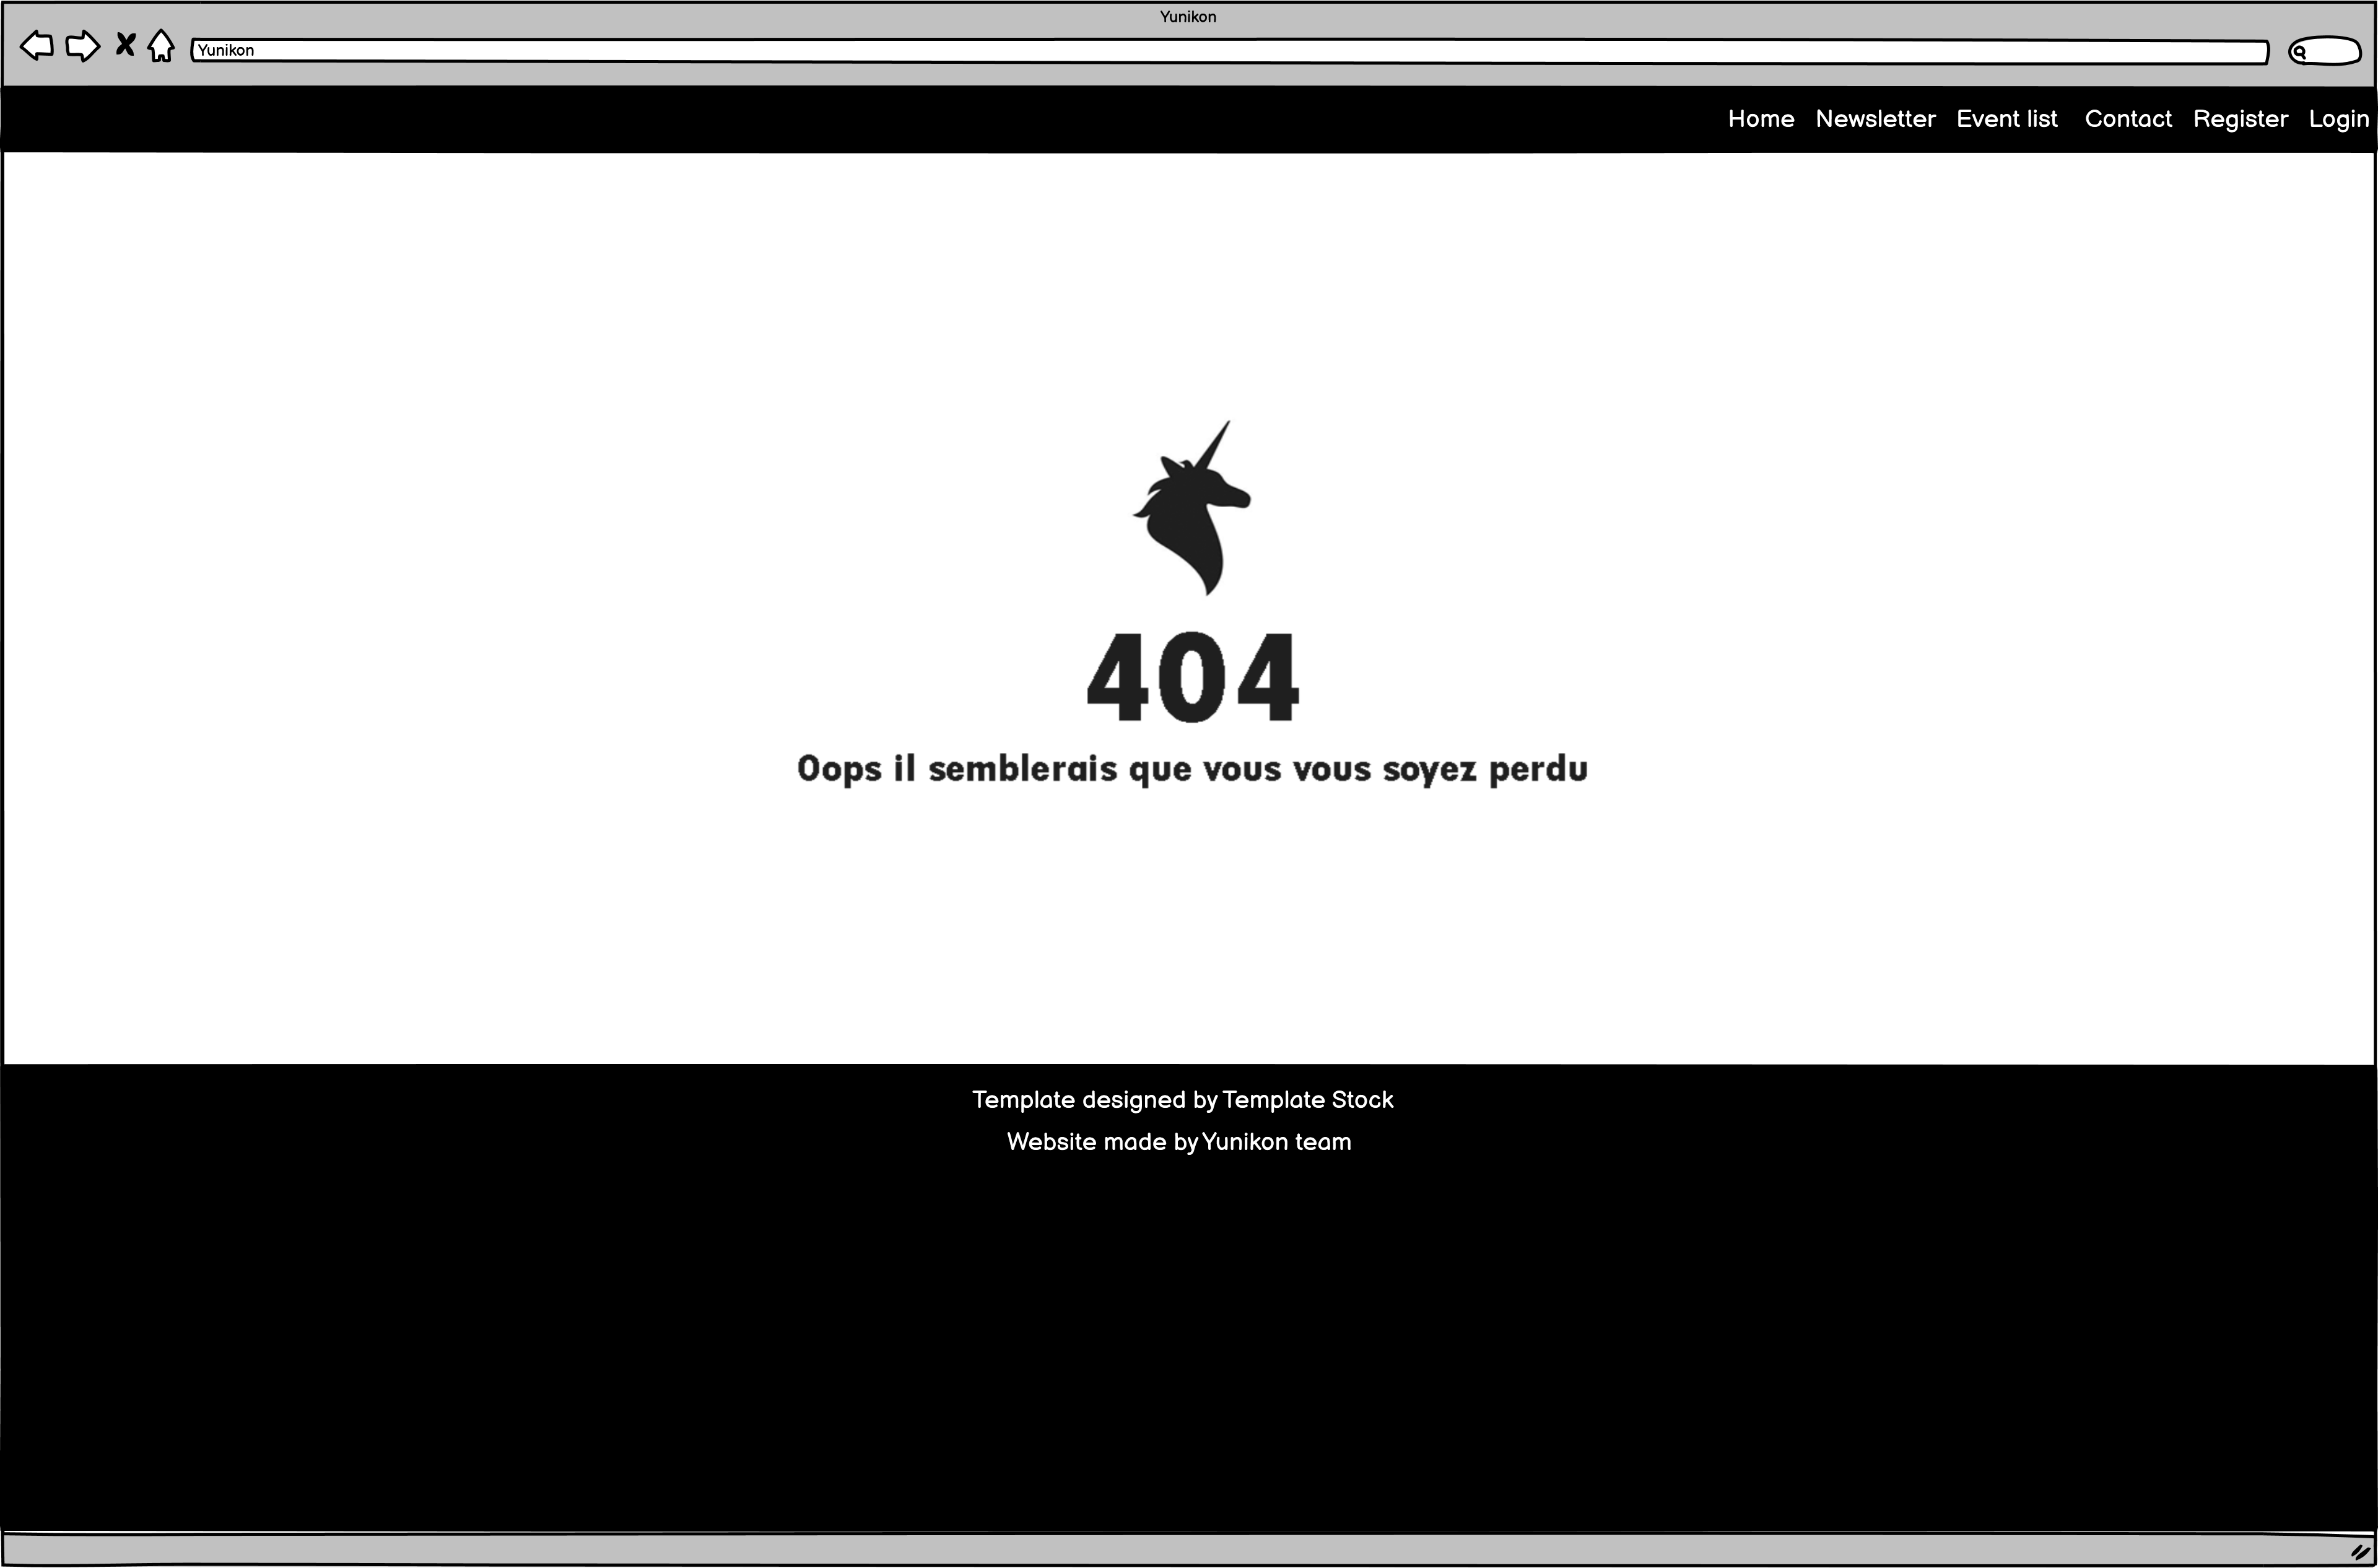 Yunikon
Yunikon
Home Newsletter Event list Contact Register Login
404
Oops il semblerais que vous vous soyez perdu
Template designed by Template Stock
Website made by Yunikon team